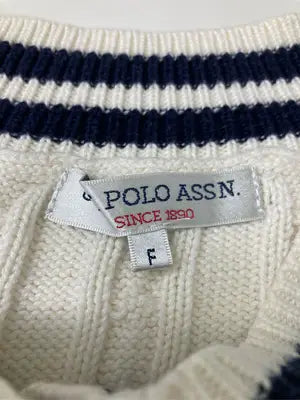 POLO ASSN.
SINCE 1890
F